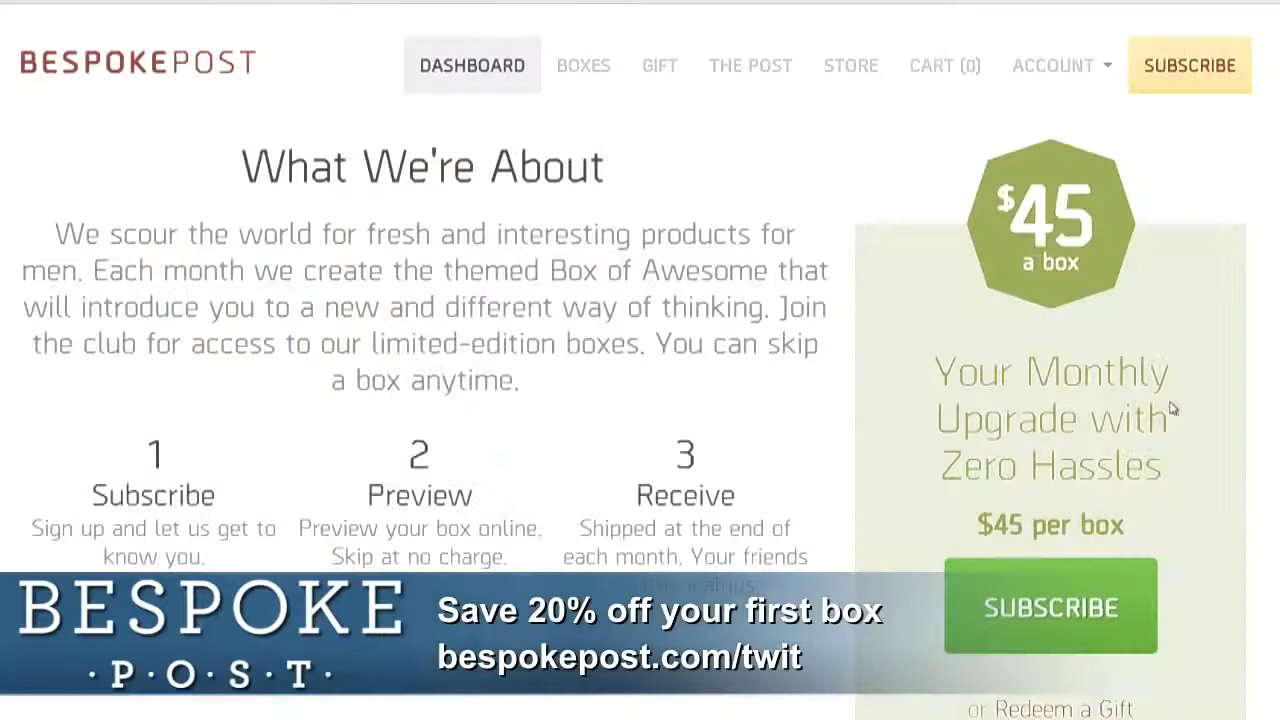 BESPOKEPOST
DASHBOARD BOXES GIFT THE POST STORE CART (0) ACCOUNT SUBSCRIBE
What We're About
We scour the world for fresh and interesting products for
men. Each month we create the themed Box of Awesome that
will introduce you to a new and different way of thinking. Join
the club for access to our limited-edition boxes. You can skip
a box anytime.
1
Subscribe
Sign up and let us get to
know you.
2
Preview
Preview your box online.
Skip at no charge.
3
Receive
Shipped at the end of
each month. Your friends
$45
a box
Your Monthly
Upgrade with
Zero Hassles
$45 per box
SUBSCRIBE
or Redeem a Gift
BESPOKE
·P·O·S·T·
Save 20% off your first box
bespokepost.com/twit